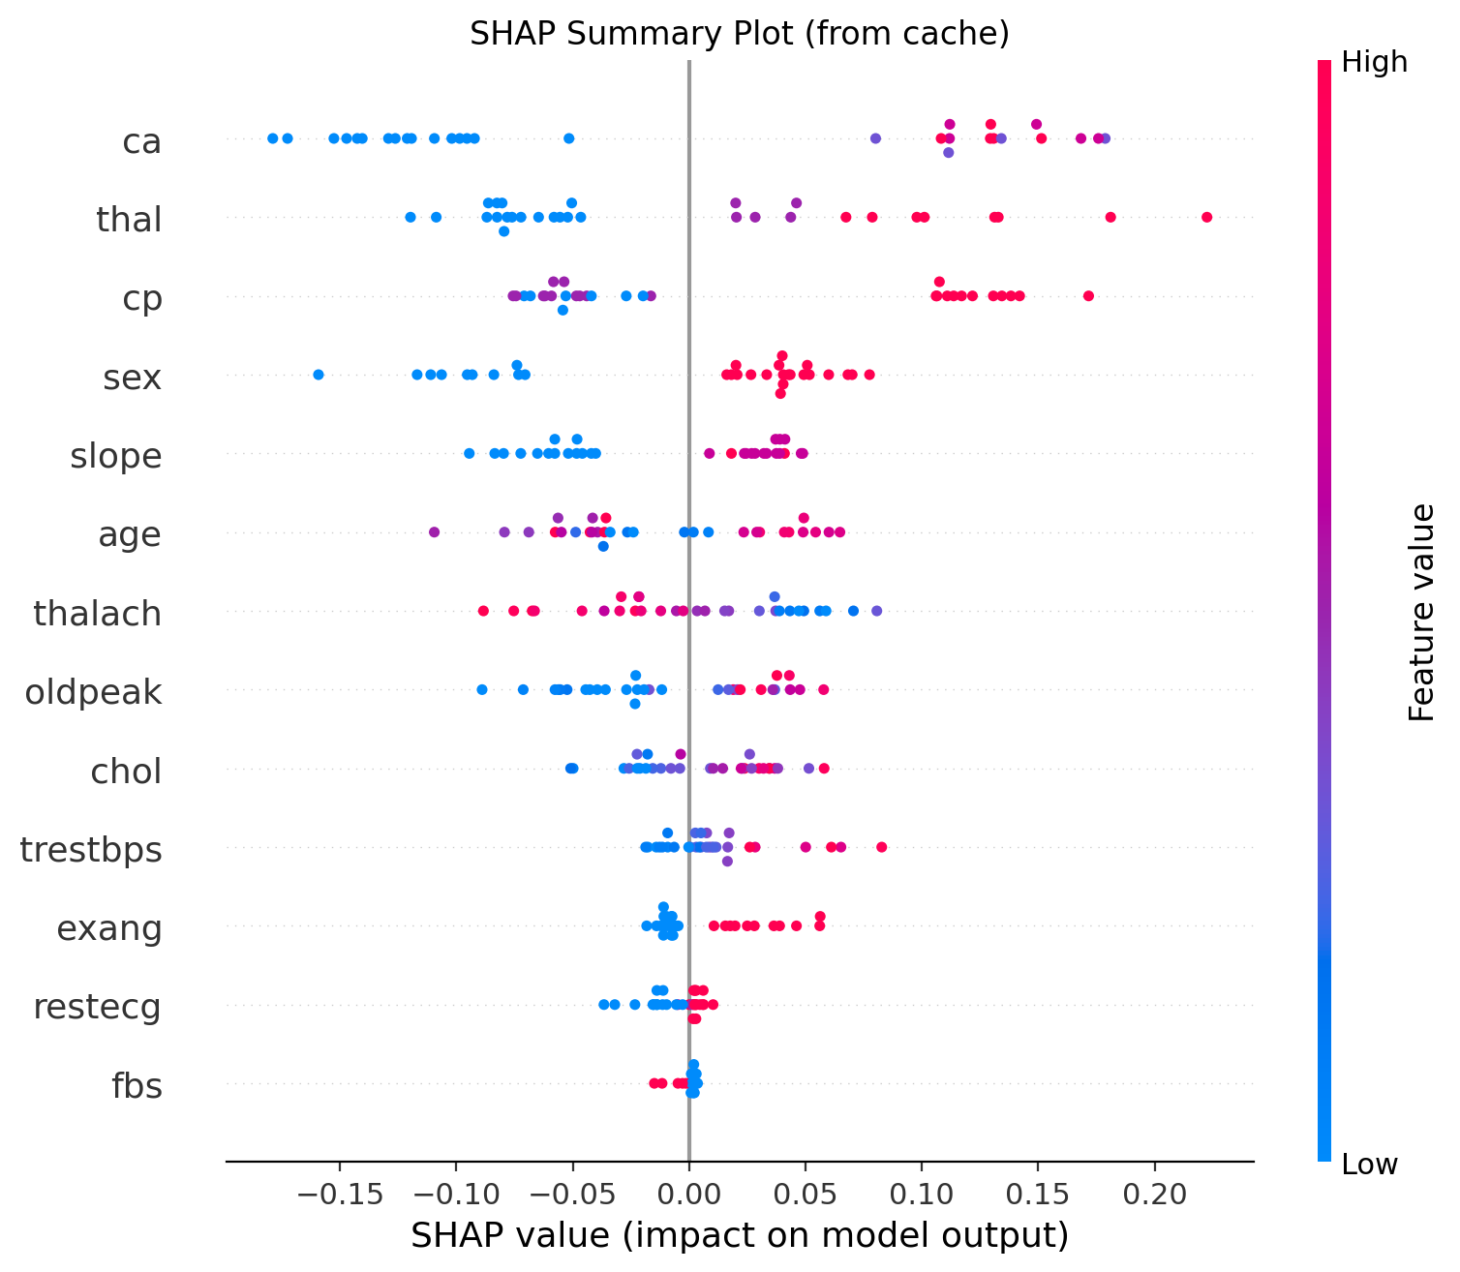 SHAP Summary Plot (from cache)
High
ca
thal
cp
sex
slope
age
thalach
oldpeak
chol
trestbps
exang
restecg
fbs
Feature value
Low
−0.15 −0.10 −0.05 0.00 0.05 0.10 0.15 0.20
SHAP value (impact on model output)